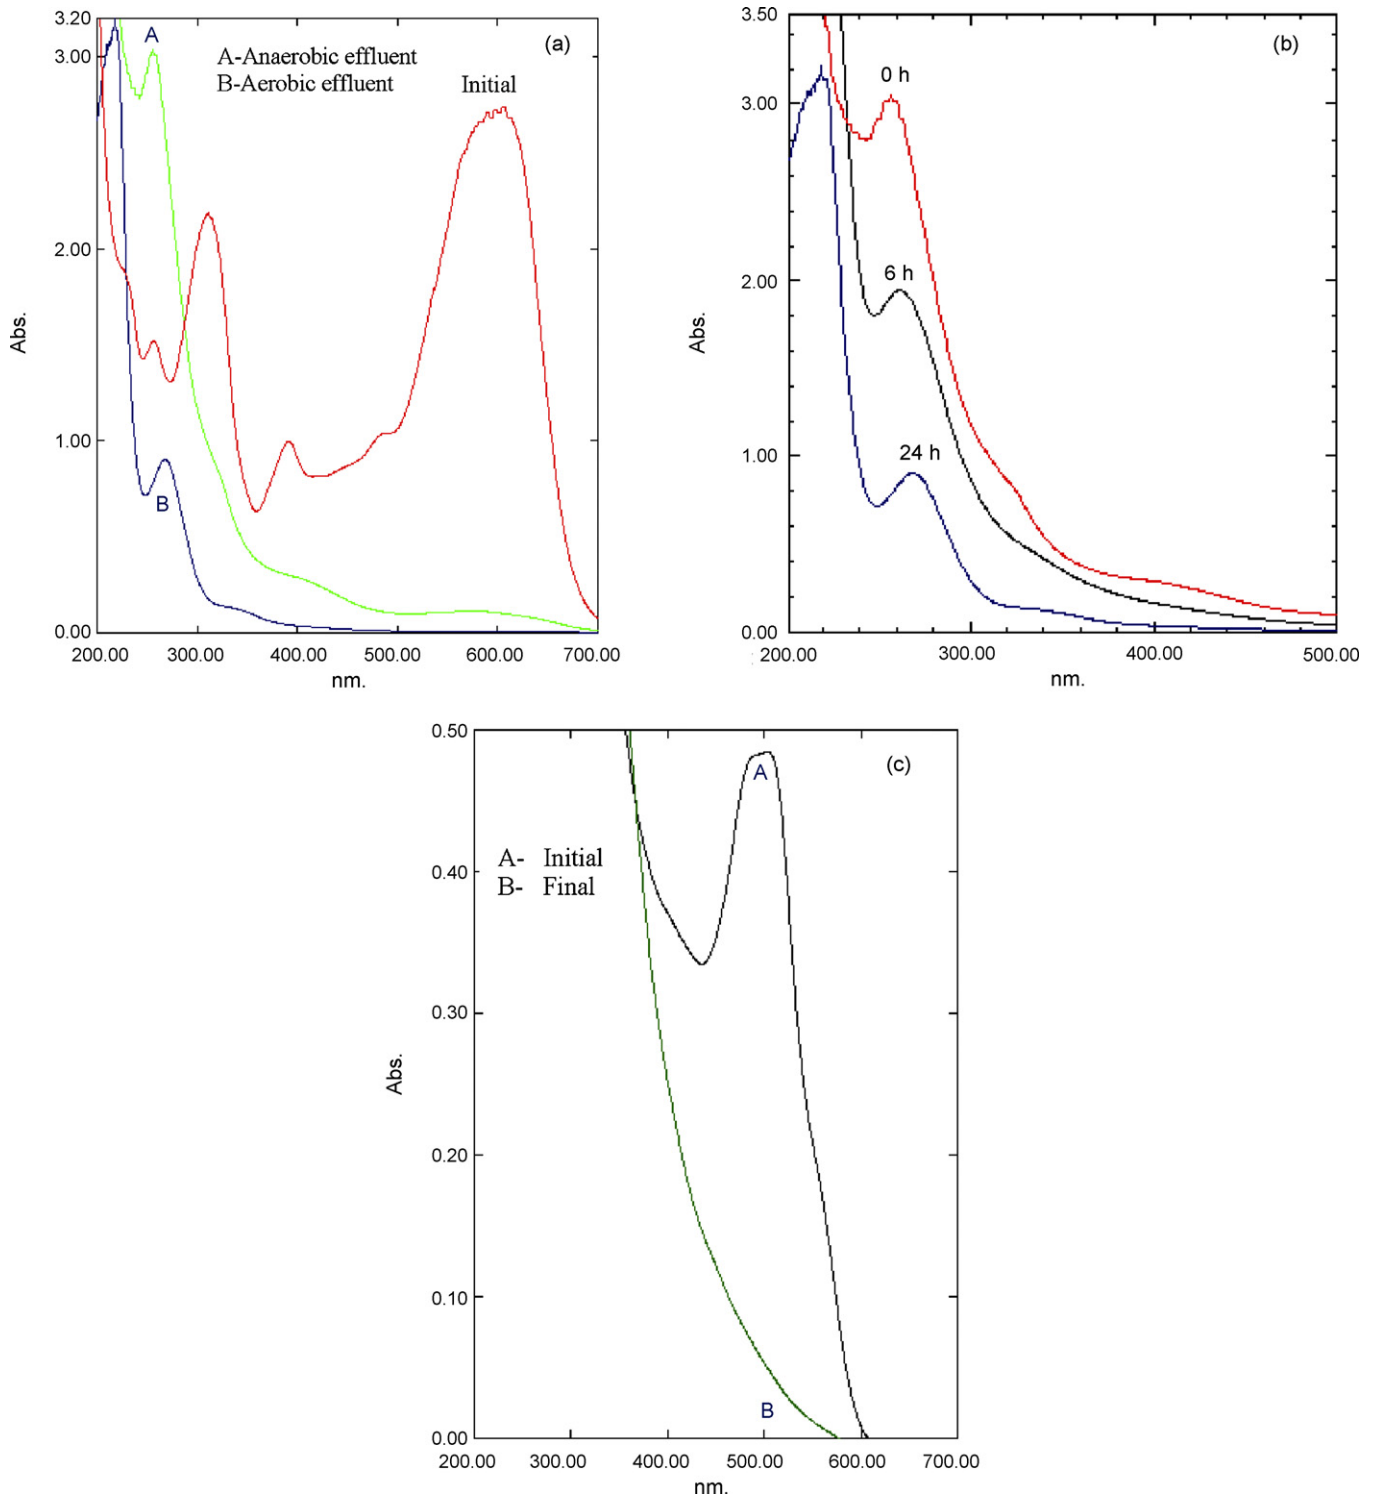 3.20
A
(a)
3.00
A-Anaerobic effluent
B-Aerobic effluent
Initial
2.00
Abs.
1.00
B
0.00
200.00 300.00 400.00 500.00 600.00 700.00
nm.
3.50
(b)
0 h
3.00
6 h
2.00
Abs.
24 h
1.00
0.00
200.00 300.00 400.00 500.00
nm.
0.50
(c)
A
A- Initial
B- Final
0.40
0.30
Abs.
0.20
0.10
B
0.00
200.00 300.00 400.00 500.00 600.00 700.00
nm.